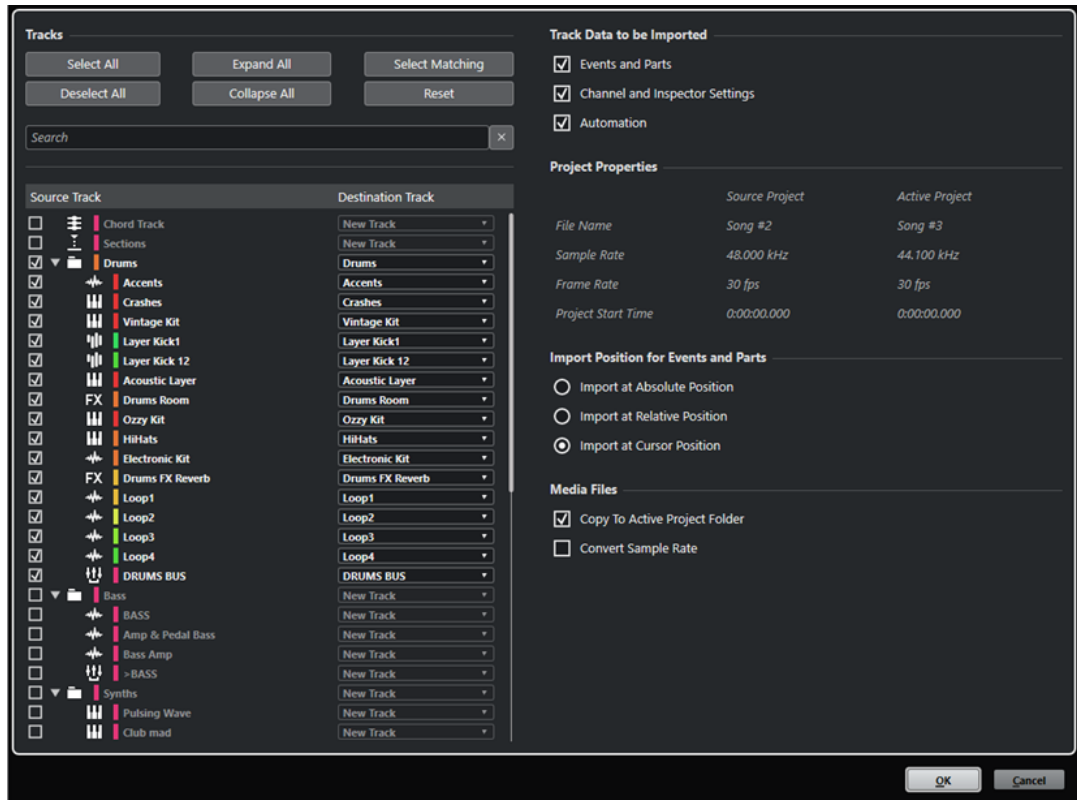 Tracks
Select All Expand All Select Matching
Deselect All Collapse All Reset
Search
Source Track Destination Track
Chord Track New Track
Sections New Track
Drums Drums
Accents Accents
Crashes Crashes
Vintage Kit Vintage Kit
Layer Kick1 Layer Kick1
Layer Kick 12 Layer Kick 12
Acoustic Layer Acoustic Layer
FX Drums Room Drums Room
Ozzy Kit Ozzy Kit
HiHats HiHats
Electronic Kit Electronic Kit
FX Drums FX Reverb Drums FX Reverb
Loop1 Loop1
Loop2 Loop2
Loop3 Loop3
Loop4 Loop4
DRUMS BUS DRUMS BUS
Bass New Track
BASS New Track
Amp & Pedal Bass New Track
Bass Amp New Track
>BASS New Track
Synths New Track
Pulsing Wave New Track
Club mad New Track
Track Data to be Imported
Events and Parts
Channel and Inspector Settings
Automation
Project Properties
Source Project Active Project
File Name Song #2 Song #3
Sample Rate 48.000 kHz 44.100 kHz
Frame Rate 30 fps 30 fps
Project Start Time 0:00:00.000 0:00:00.000
Import Position for Events and Parts
Import at Absolute Position
Import at Relative Position
Import at Cursor Position
Media Files
Copy To Active Project Folder
Convert Sample Rate
OK Cancel